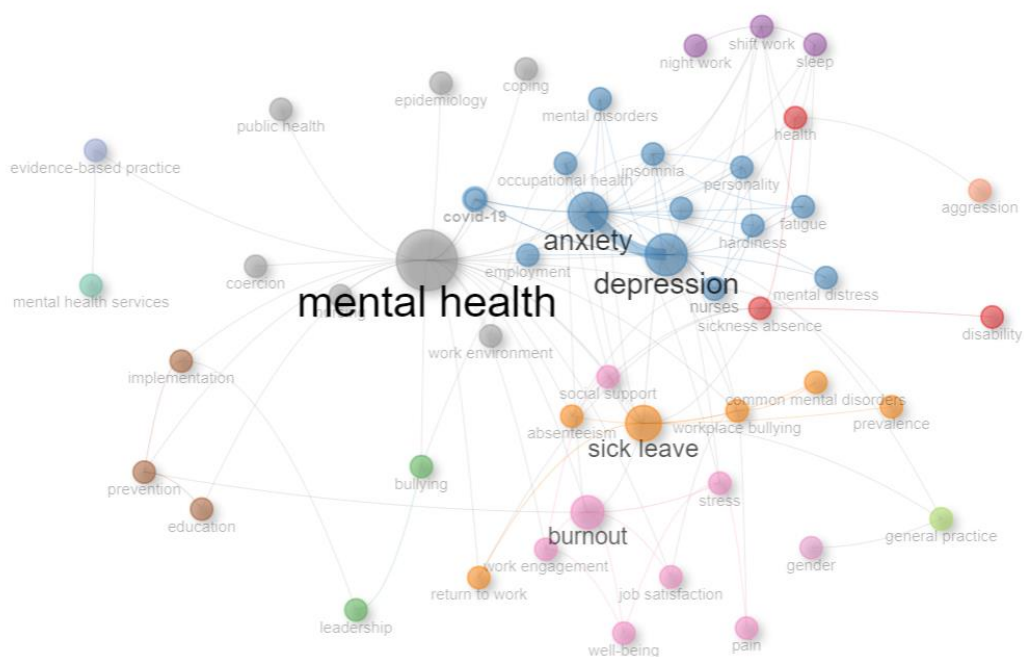 shift work
night work
sleep
coping
epidemiology
mental disorders
public health
health
evidence-based practice
occupational health
insomnia
personality
aggression
covid-19
fatigue
anxiety
hardiness
coercion
employment
mental health services
depression
mental distress
mental health
nurses
sickness absence
disability
work environment
implementation
social support
common mental disorders
absenteeism
workplace bullying
prevalence
sick leave
bullying
prevention
stress
education
burnout
general practice
work engagement
gender
return to work
job satisfaction
leadership
well-being
pain